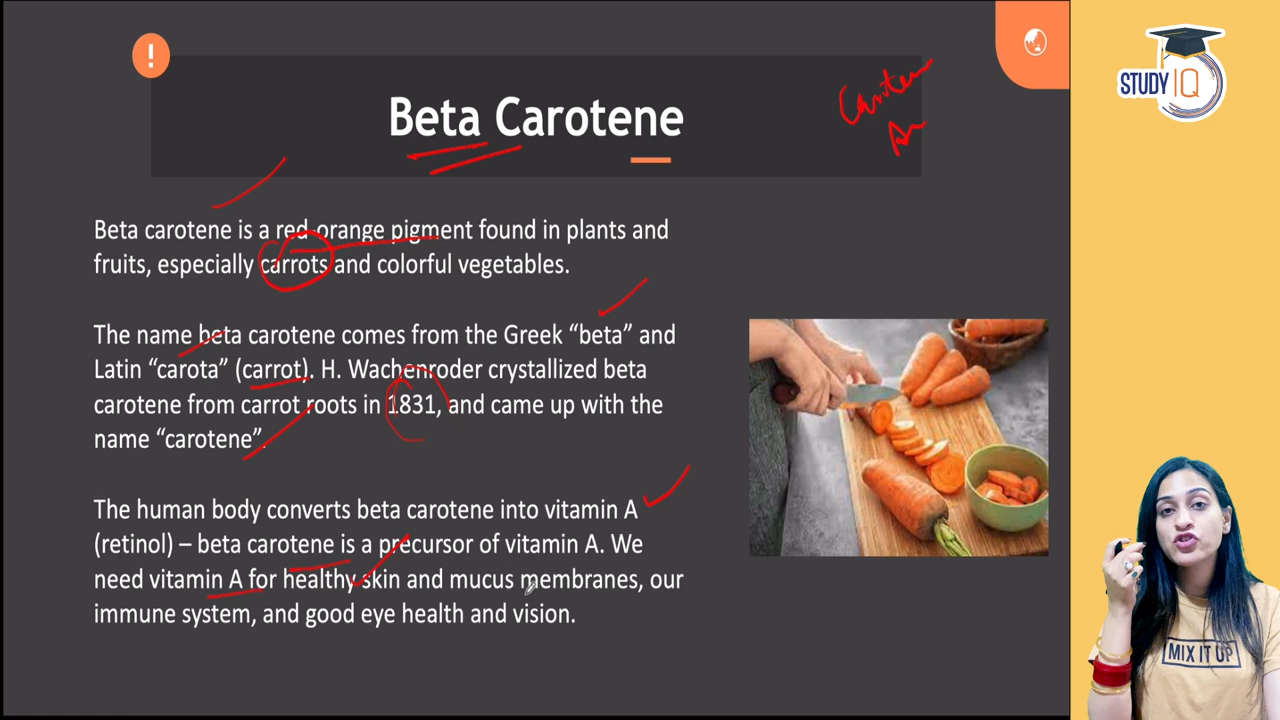 !
Beta Carotene
Beta carotene is a red-orange pigment found in plants and
fruits, especially carrots and colorful vegetables.
The name beta carotene comes from the Greek “beta” and
Latin “carota” (carrot). H. Wachenroder crystallized beta
carotene from carrot roots in 1831, and came up with the
name “carotene”.
The human body converts beta carotene into vitamin A
(retinol) – beta carotene is a precursor of vitamin A. We
need vitamin A for healthy skin and mucus membranes, our
immune system, and good eye health and vision.
STUDY IQ
MIX IT UP